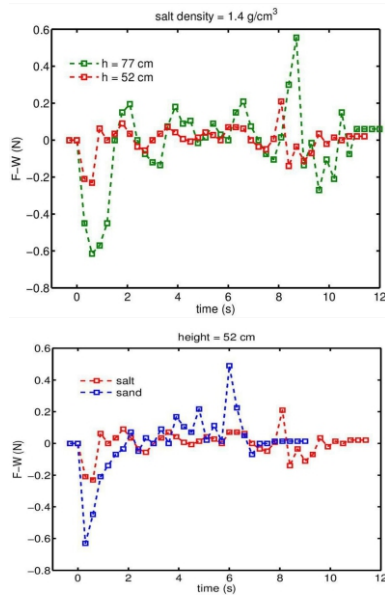 salt density = 1.4 g/cm³
0.6
0.4
0.2
0
−0.2
−0.4
−0.6
−0.8
F−W (N)
h = 77 cm
h = 52 cm
0 2 4 6 8 10 12
time (s)
height = 52 cm
0.6
0.4
0.2
0
−0.2
−0.4
−0.6
−0.8
F−W (N)
salt
sand
0 2 4 6 8 10 12
time (s)